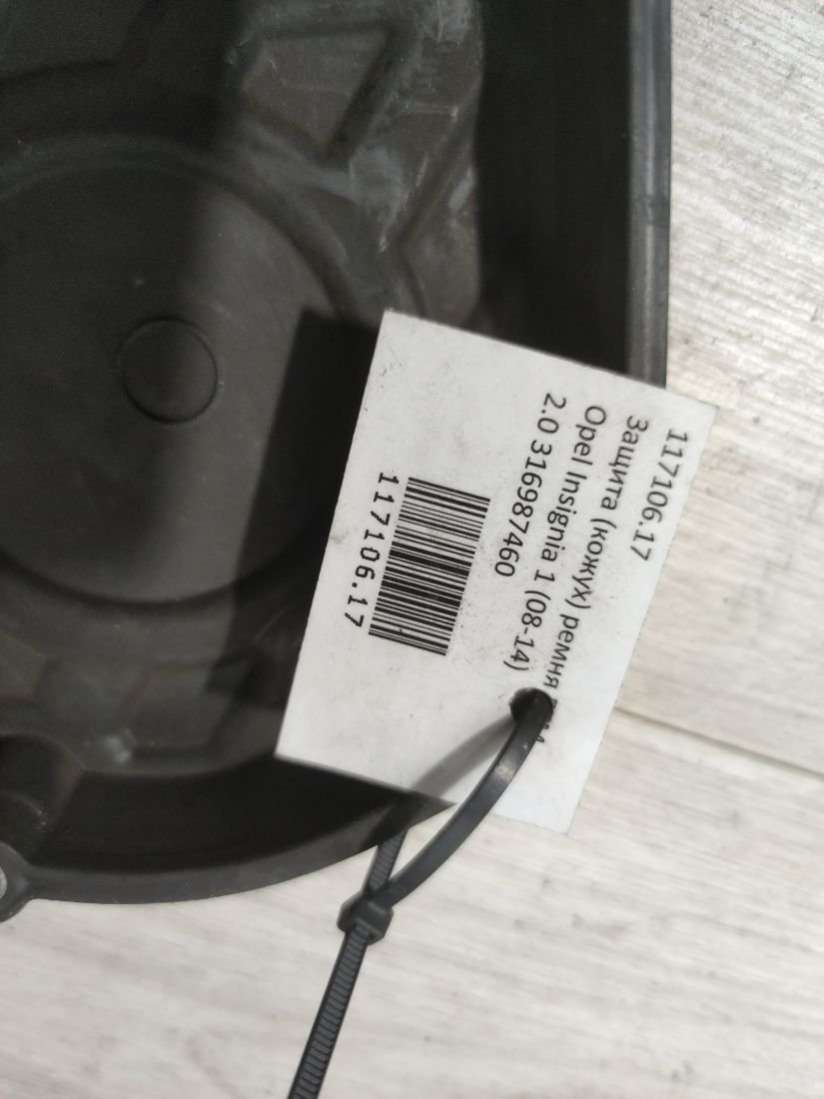 117106.17
Защита (кожух) ремня
Opel Insignia 1 (08-14)
2.0 316987460
117106.17